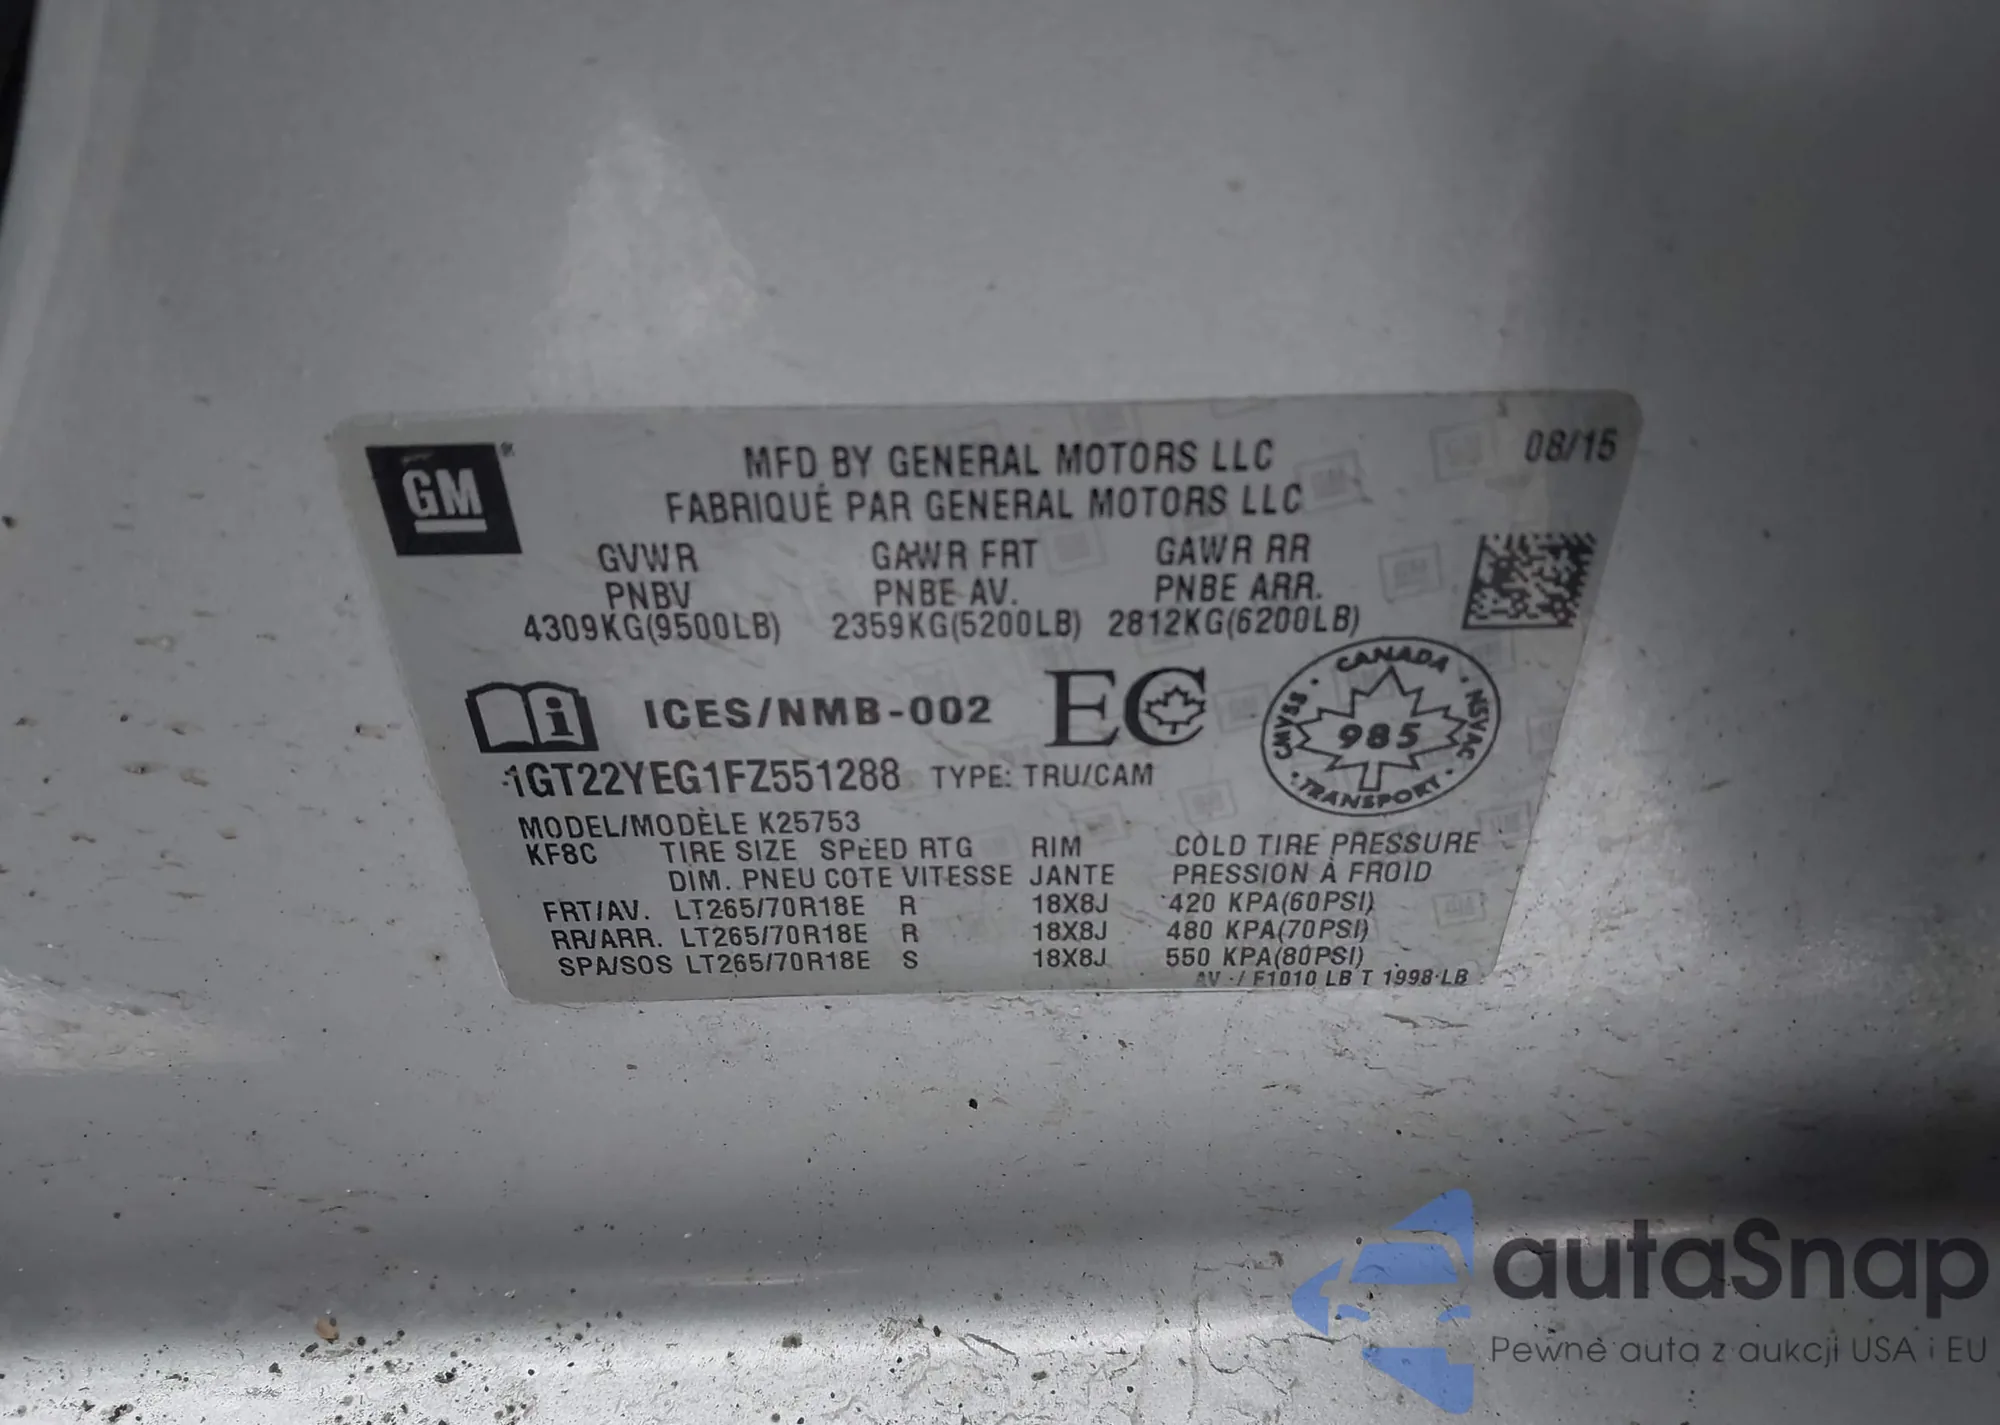 GM
MFD BY GENERAL MOTORS LLC
08/15
FABRIQUÉ PAR GENERAL MOTORS LLC
GVWR GAWR FRT GAWR RR
PNBV PNBE AV. PNBE ARR.
4309KG(9500LB) 2359KG(5200LB) 2812KG(6200LB)
ICES/NMB-002 EC
CANADA
CMVSS 985 NSVAC
TRANSPORT
1GT22YEG1FZ551288 TYPE: TRU/CAM
MODEL/MODÈLE K25753
KF8C TIRE SIZE SPEED RTG RIM COLD TIRE PRESSURE
DIM. PNEU COTE VITESSE JANTE PRESSION À FROID
FRT/AV. LT265/70R18E R 18X8J 420 KPA(60PSI)
RR/ARR. LT265/70R18E R 18X8J 480 KPA(70PSI)
SPA/SOS LT265/70R18E S 18X8J 550 KPA(80PSI)
AV / F1010 LB T 1998 LB
autaSnap
Pewne auta z aukcji USA i EU